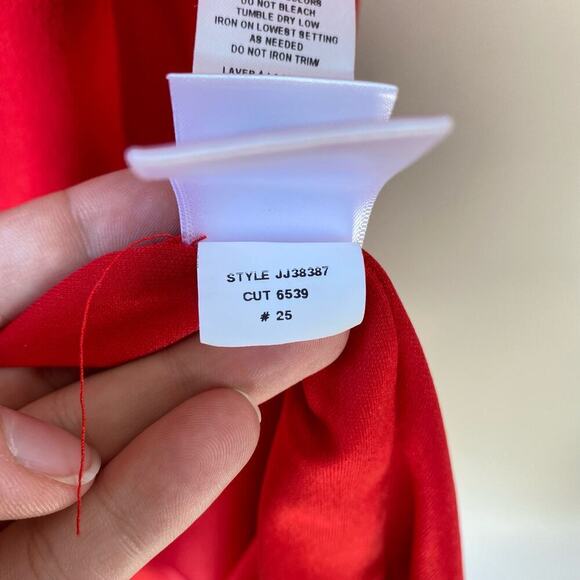 DO NOT BLEACH
TUMBLE DRY LOW
IRON ON LOWEST SETTING
AS NEEDED
DO NOT IRON TRIM
STYLE JJ38387
CUT 6539
# 25